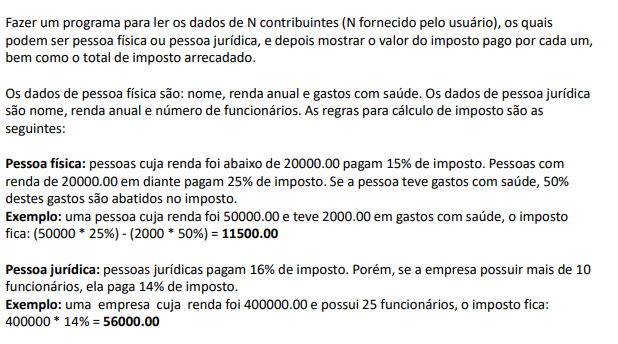 Fazer um programa para ler os dados de N contribuintes (N fornecido pelo usuário), os quais
podem ser pessoa física ou pessoa jurídica, e depois mostrar o valor do imposto pago por cada um,
bem como o total de imposto arrecadado.
Os dados de pessoa física são: nome, renda anual e gastos com saúde. Os dados de pessoa jurídica
são nome, renda anual e número de funcionários. As regras para cálculo de imposto são as
seguintes:
Pessoa física: pessoas cuja renda foi abaixo de 20000.00 pagam 15% de imposto. Pessoas com
renda de 20000.00 em diante pagam 25% de imposto. Se a pessoa teve gastos com saúde, 50%
destes gastos são abatidos no imposto.
Exemplo: uma pessoa cuja renda foi 50000.00 e teve 2000.00 em gastos com saúde, o imposto
fica: (50000 * 25%) - (2000 * 50%) = 11500.00
Pessoa jurídica: pessoas jurídicas pagam 16% de imposto. Porém, se a empresa possuir mais de 10
funcionários, ela paga 14% de imposto.
Exemplo: uma empresa cuja renda foi 400000.00 e possui 25 funcionários, o imposto fica:
400000 * 14% = 56000.00